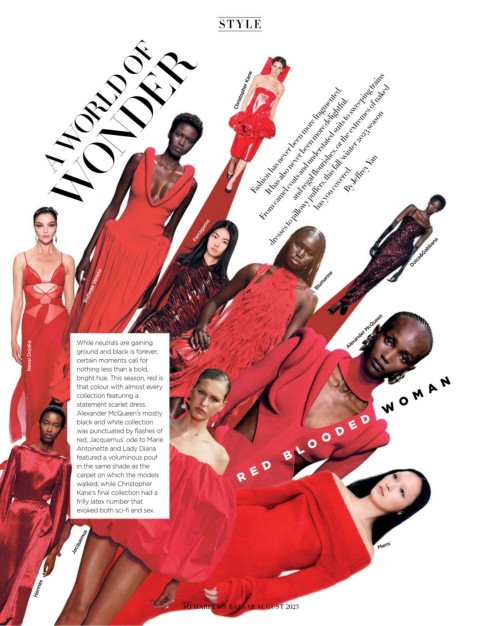 STYLE
A WORLD OF
WONDER
Fashion has never been more fragmented.
It has also never been more delightful.
From camel coats and understated suits to sweeping trains
and regal flourishes, or the extremes of naked
dresses to pillowy puffers, this fall/winter 2023 season
has you covered.
By Jeffrey Yan
Christopher Kane
Bottega Veneta
Ferragamo
Blumarine
Dolce&Gabbana
Nensi Dojaka
Alexander McQueen
While neutrals are gaining
ground and black is forever,
certain moments call for
nothing less than a bold,
bright hue. This season, red is
that colour with almost every
collection featuring a
statement scarlet dress.
Alexander McQueen's mostly
black and white collection
was punctuated by flashes of
red; Jacquemus' ode to Marie
Antoinette and Lady Diana
featured a voluminous pouf
in the same shade as the
carpet on which the models
walked; while Christopher
Kane's final collection had a
frilly latex number that
evoked both sci-fi and sex.
RED BLOODED WOMAN
Hermès
Jacquemus
Marni
36 HARPER'S BAZAAR AUGUST 2023